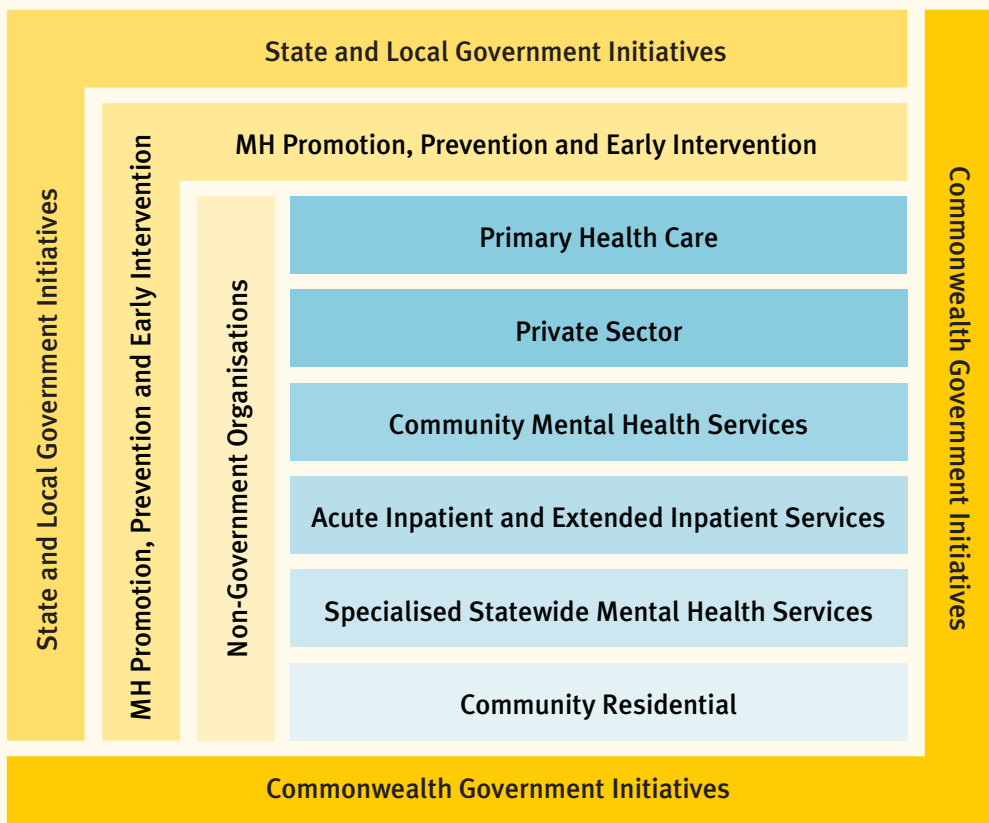 State and Local Government Initiatives
MH Promotion, Prevention and Early Intervention
State and Local Government Initiatives
MH Promotion, Prevention and Early Intervention
Non-Government Organisations
Primary Health Care
Private Sector
Community Mental Health Services
Acute Inpatient and Extended Inpatient Services
Specialised Statewide Mental Health Services
Community Residential
Commonwealth Government Initiatives
Commonwealth Government Initiatives